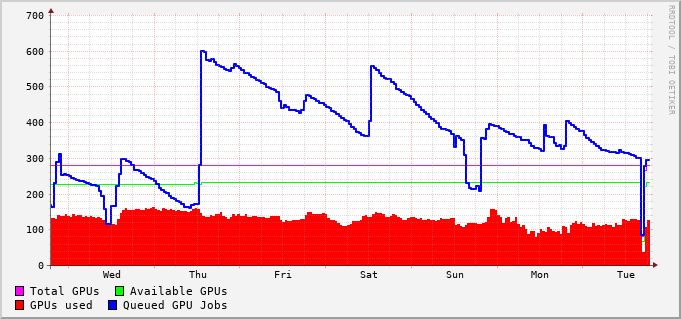 700
600
500
400
300
200
100
0
Wed Thu Fri Sat Sun Mon Tue
Total GPUs Available GPUs
GPUs used Queued GPU Jobs
RRDTOOL / TOBI OETIKER